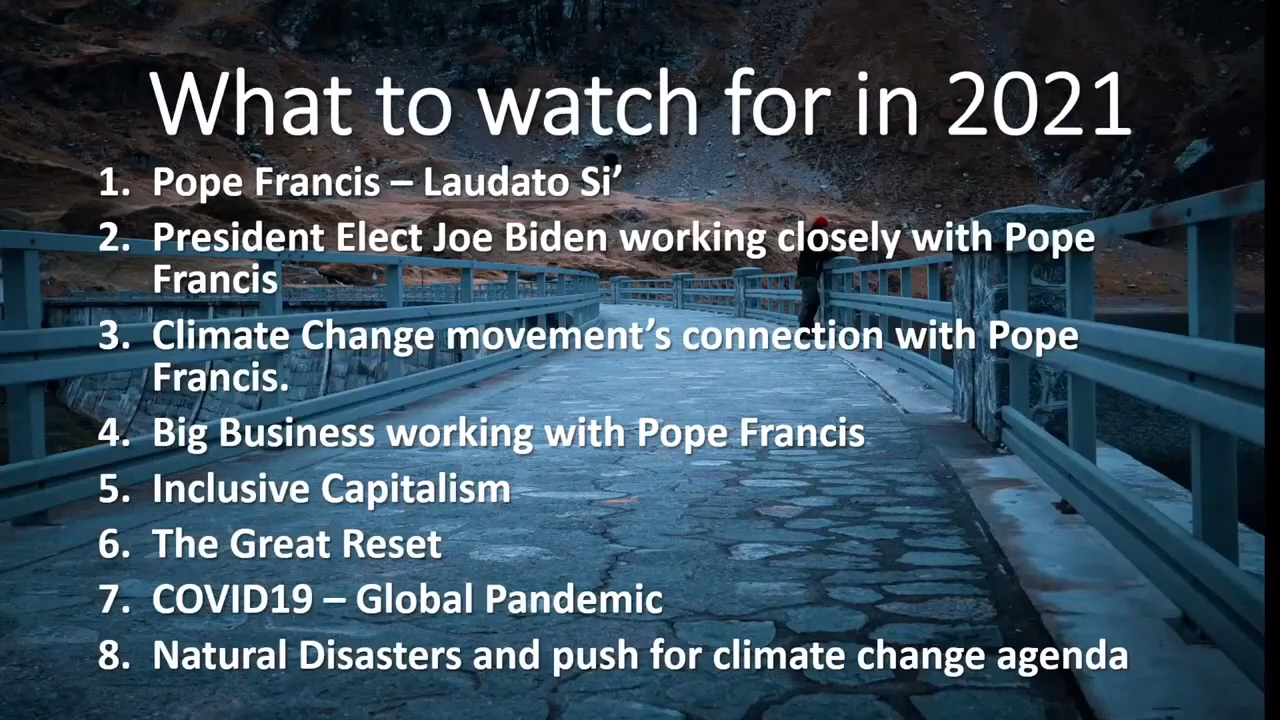 What to watch for in 2021
1. Pope Francis – Laudato Si’
2. President Elect Joe Biden working closely with Pope
Francis
3. Climate Change movement’s connection with Pope
Francis.
4. Big Business working with Pope Francis
5. Inclusive Capitalism
6. The Great Reset
7. COVID19 – Global Pandemic
8. Natural Disasters and push for climate change agenda